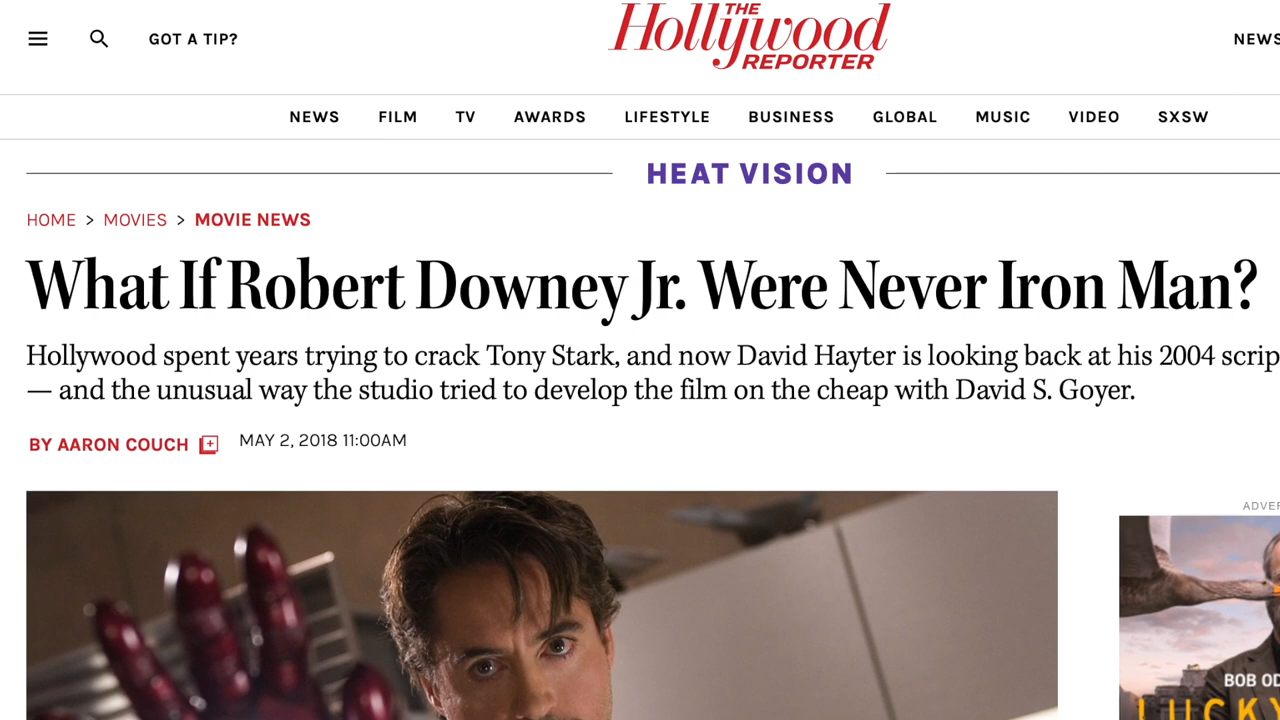 GOT A TIP?
THE
Hollywood
REPORTER
NEWS
NEWS FILM TV AWARDS LIFESTYLE BUSINESS GLOBAL MUSIC VIDEO SXSW
HEAT VISION
HOME > MOVIES > MOVIE NEWS
What If Robert Downey Jr. Were Never Iron Man?
Hollywood spent years trying to crack Tony Stark, and now David Hayter is looking back at his 2004 scrip
— and the unusual way the studio tried to develop the film on the cheap with David S. Goyer.
BY AARON COUCH MAY 2, 2018 11:00AM
ADVER
BOB OD
LUCKY